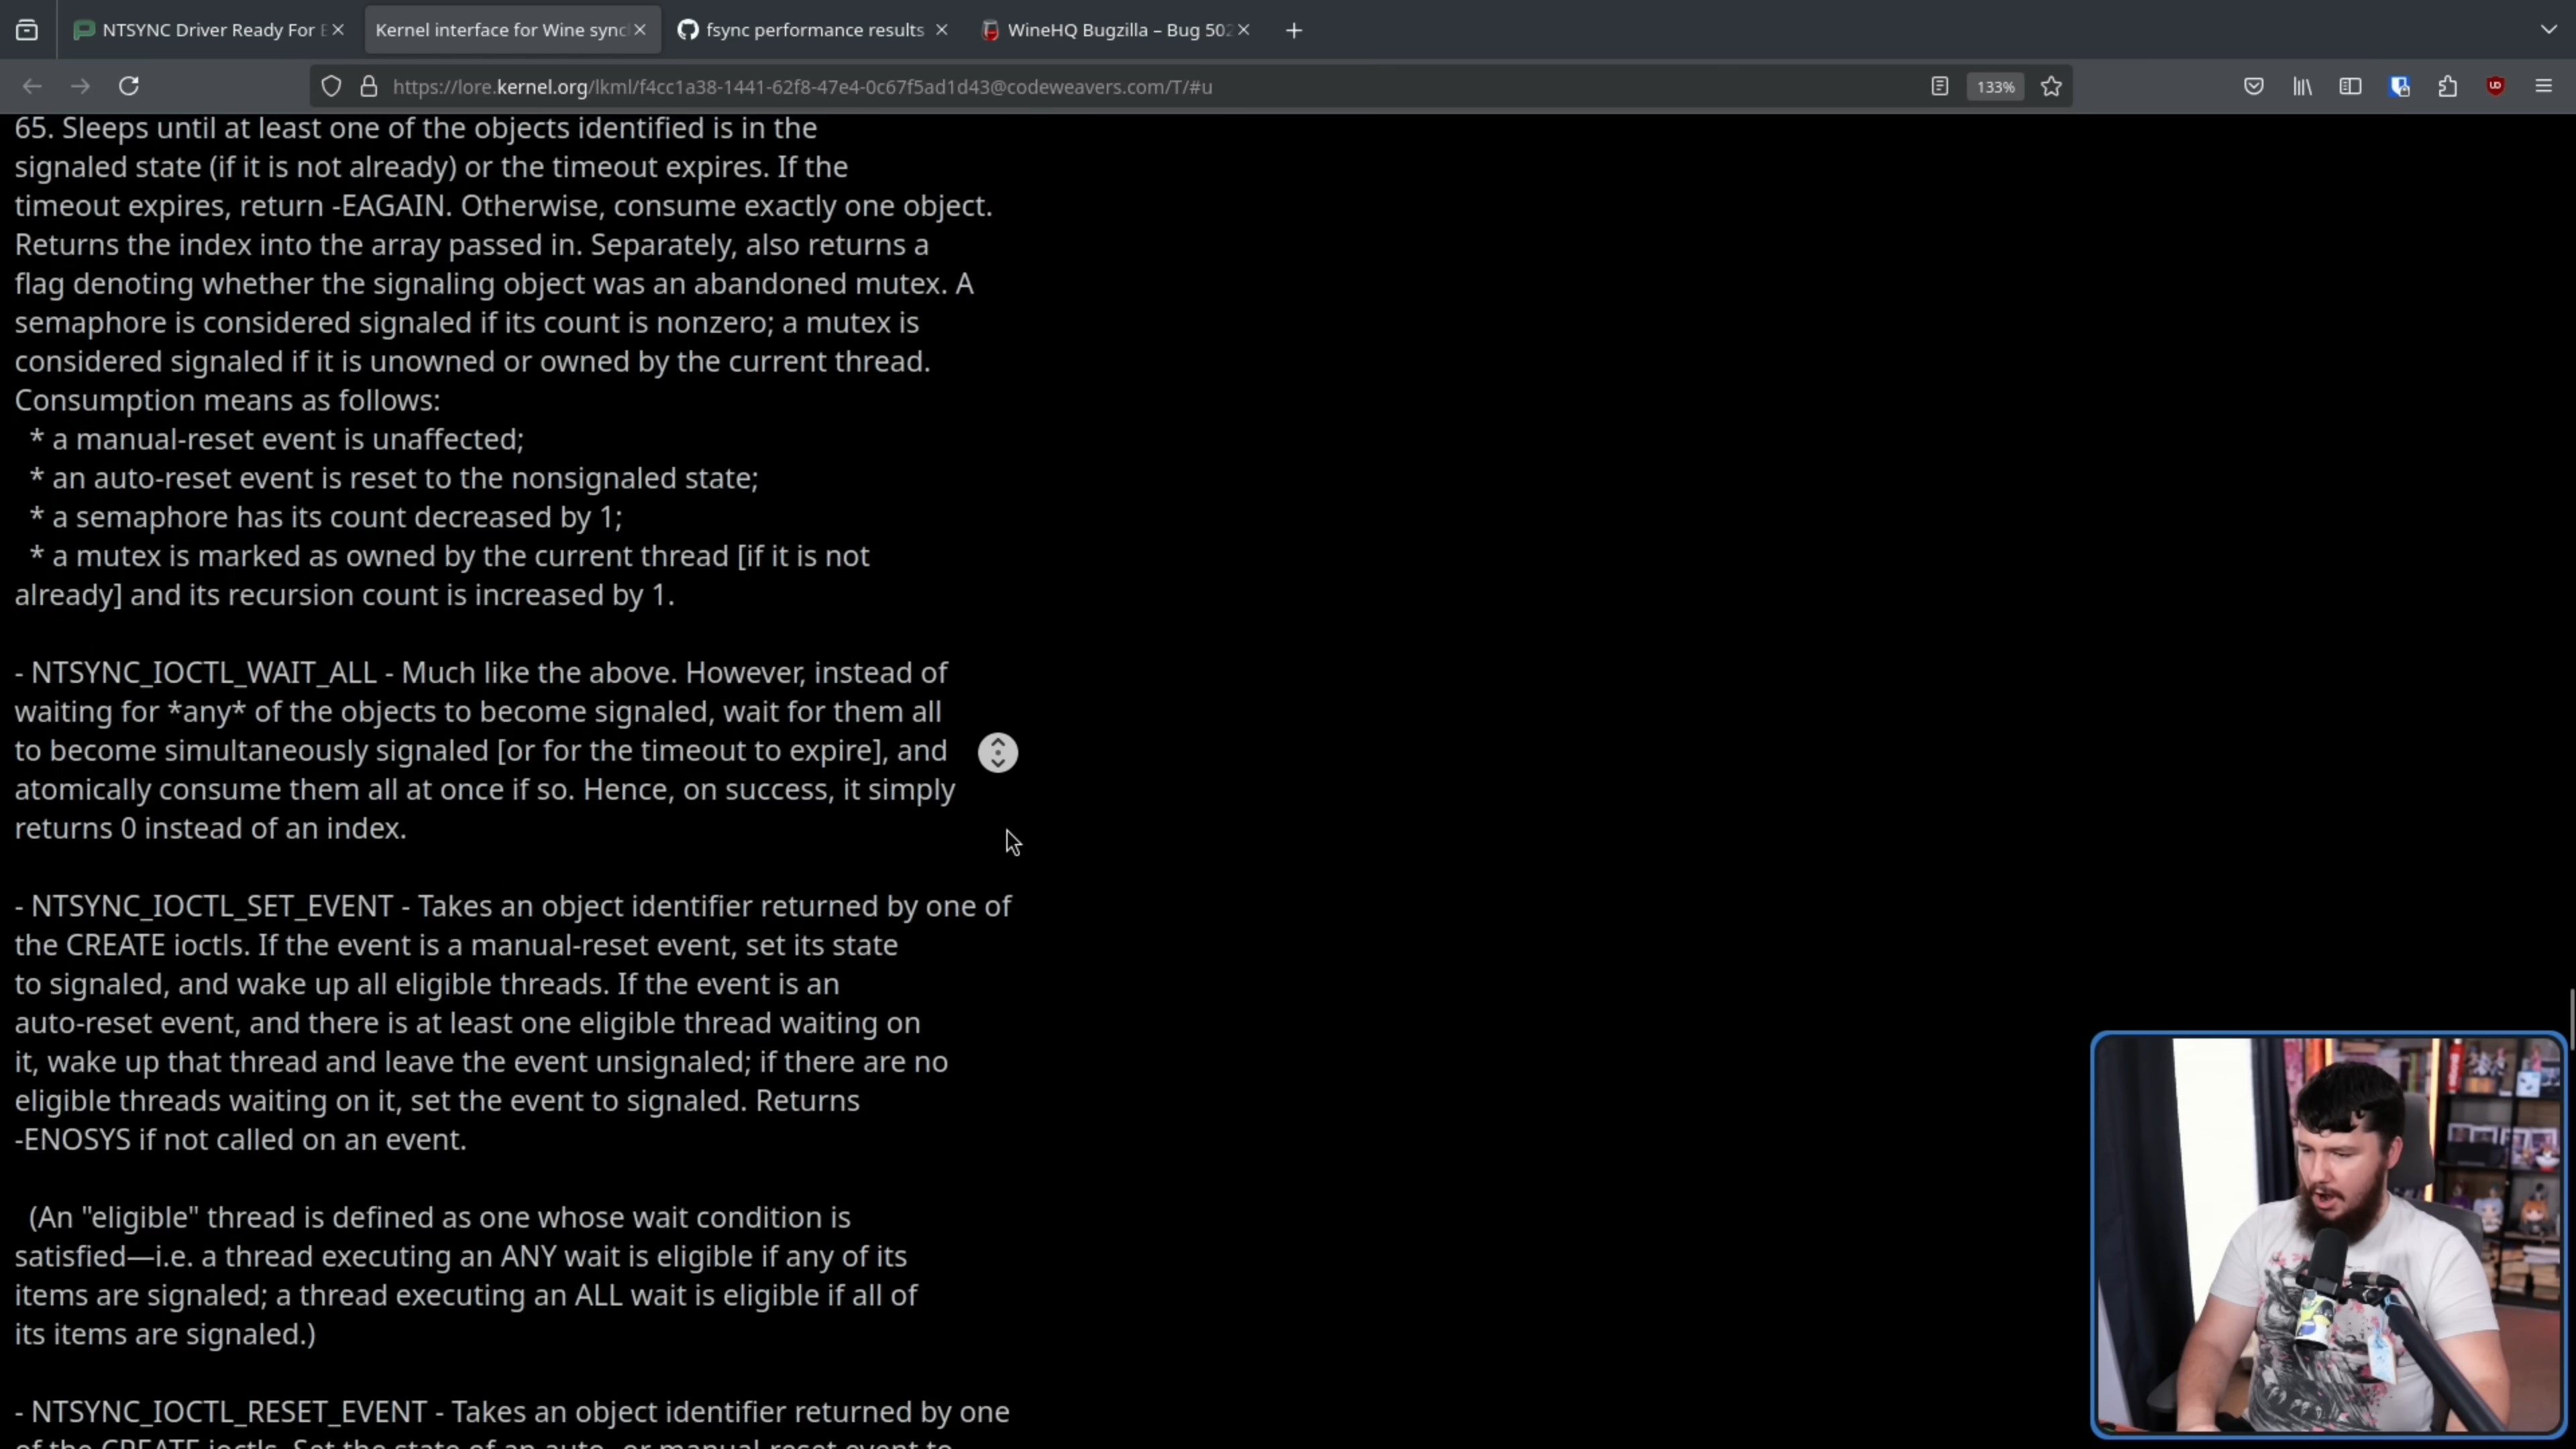 NTSYNC Driver Ready For
Kernel interface for Wine sync
fsync performance results
WineHQ Bugzilla – Bug 502
https://lore.kernel.org/lkml/f4cc1a38-1441-62f8-47e4-0c67f5ad1d43@codeweavers.com/T/#u
133%
65. Sleeps until at least one of the objects identified is in the
signaled state (if it is not already) or the timeout expires. If the
timeout expires, return -EAGAIN. Otherwise, consume exactly one object.
Returns the index into the array passed in. Separately, also returns a
flag denoting whether the signaling object was an abandoned mutex. A
semaphore is considered signaled if its count is nonzero; a mutex is
considered signaled if it is unowned or owned by the current thread.
Consumption means as follows:
* a manual-reset event is unaffected;
* an auto-reset event is reset to the nonsignaled state;
* a semaphore has its count decreased by 1;
* a mutex is marked as owned by the current thread [if it is not
already] and its recursion count is increased by 1.
- NTSYNC_IOCTL_WAIT_ALL - Much like the above. However, instead of
waiting for *any* of the objects to become signaled, wait for them all
to become simultaneously signaled [or for the timeout to expire], and
atomically consume them all at once if so. Hence, on success, it simply
returns 0 instead of an index.
- NTSYNC_IOCTL_SET_EVENT - Takes an object identifier returned by one of
the CREATE ioctls. If the event is a manual-reset event, set its state
to signaled, and wake up all eligible threads. If the event is an
auto-reset event, and there is at least one eligible thread waiting on
it, wake up that thread and leave the event unsignaled; if there are no
eligible threads waiting on it, set the event to signaled. Returns
-ENOSYS if not called on an event.
(An "eligible" thread is defined as one whose wait condition is
satisfied—i.e. a thread executing an ANY wait is eligible if any of its
items are signaled; a thread executing an ALL wait is eligible if all of
its items are signaled.)
- NTSYNC_IOCTL_RESET_EVENT - Takes an object identifier returned by one
of the CREATE ioctls. Set the state of an auto- or manual-reset event to